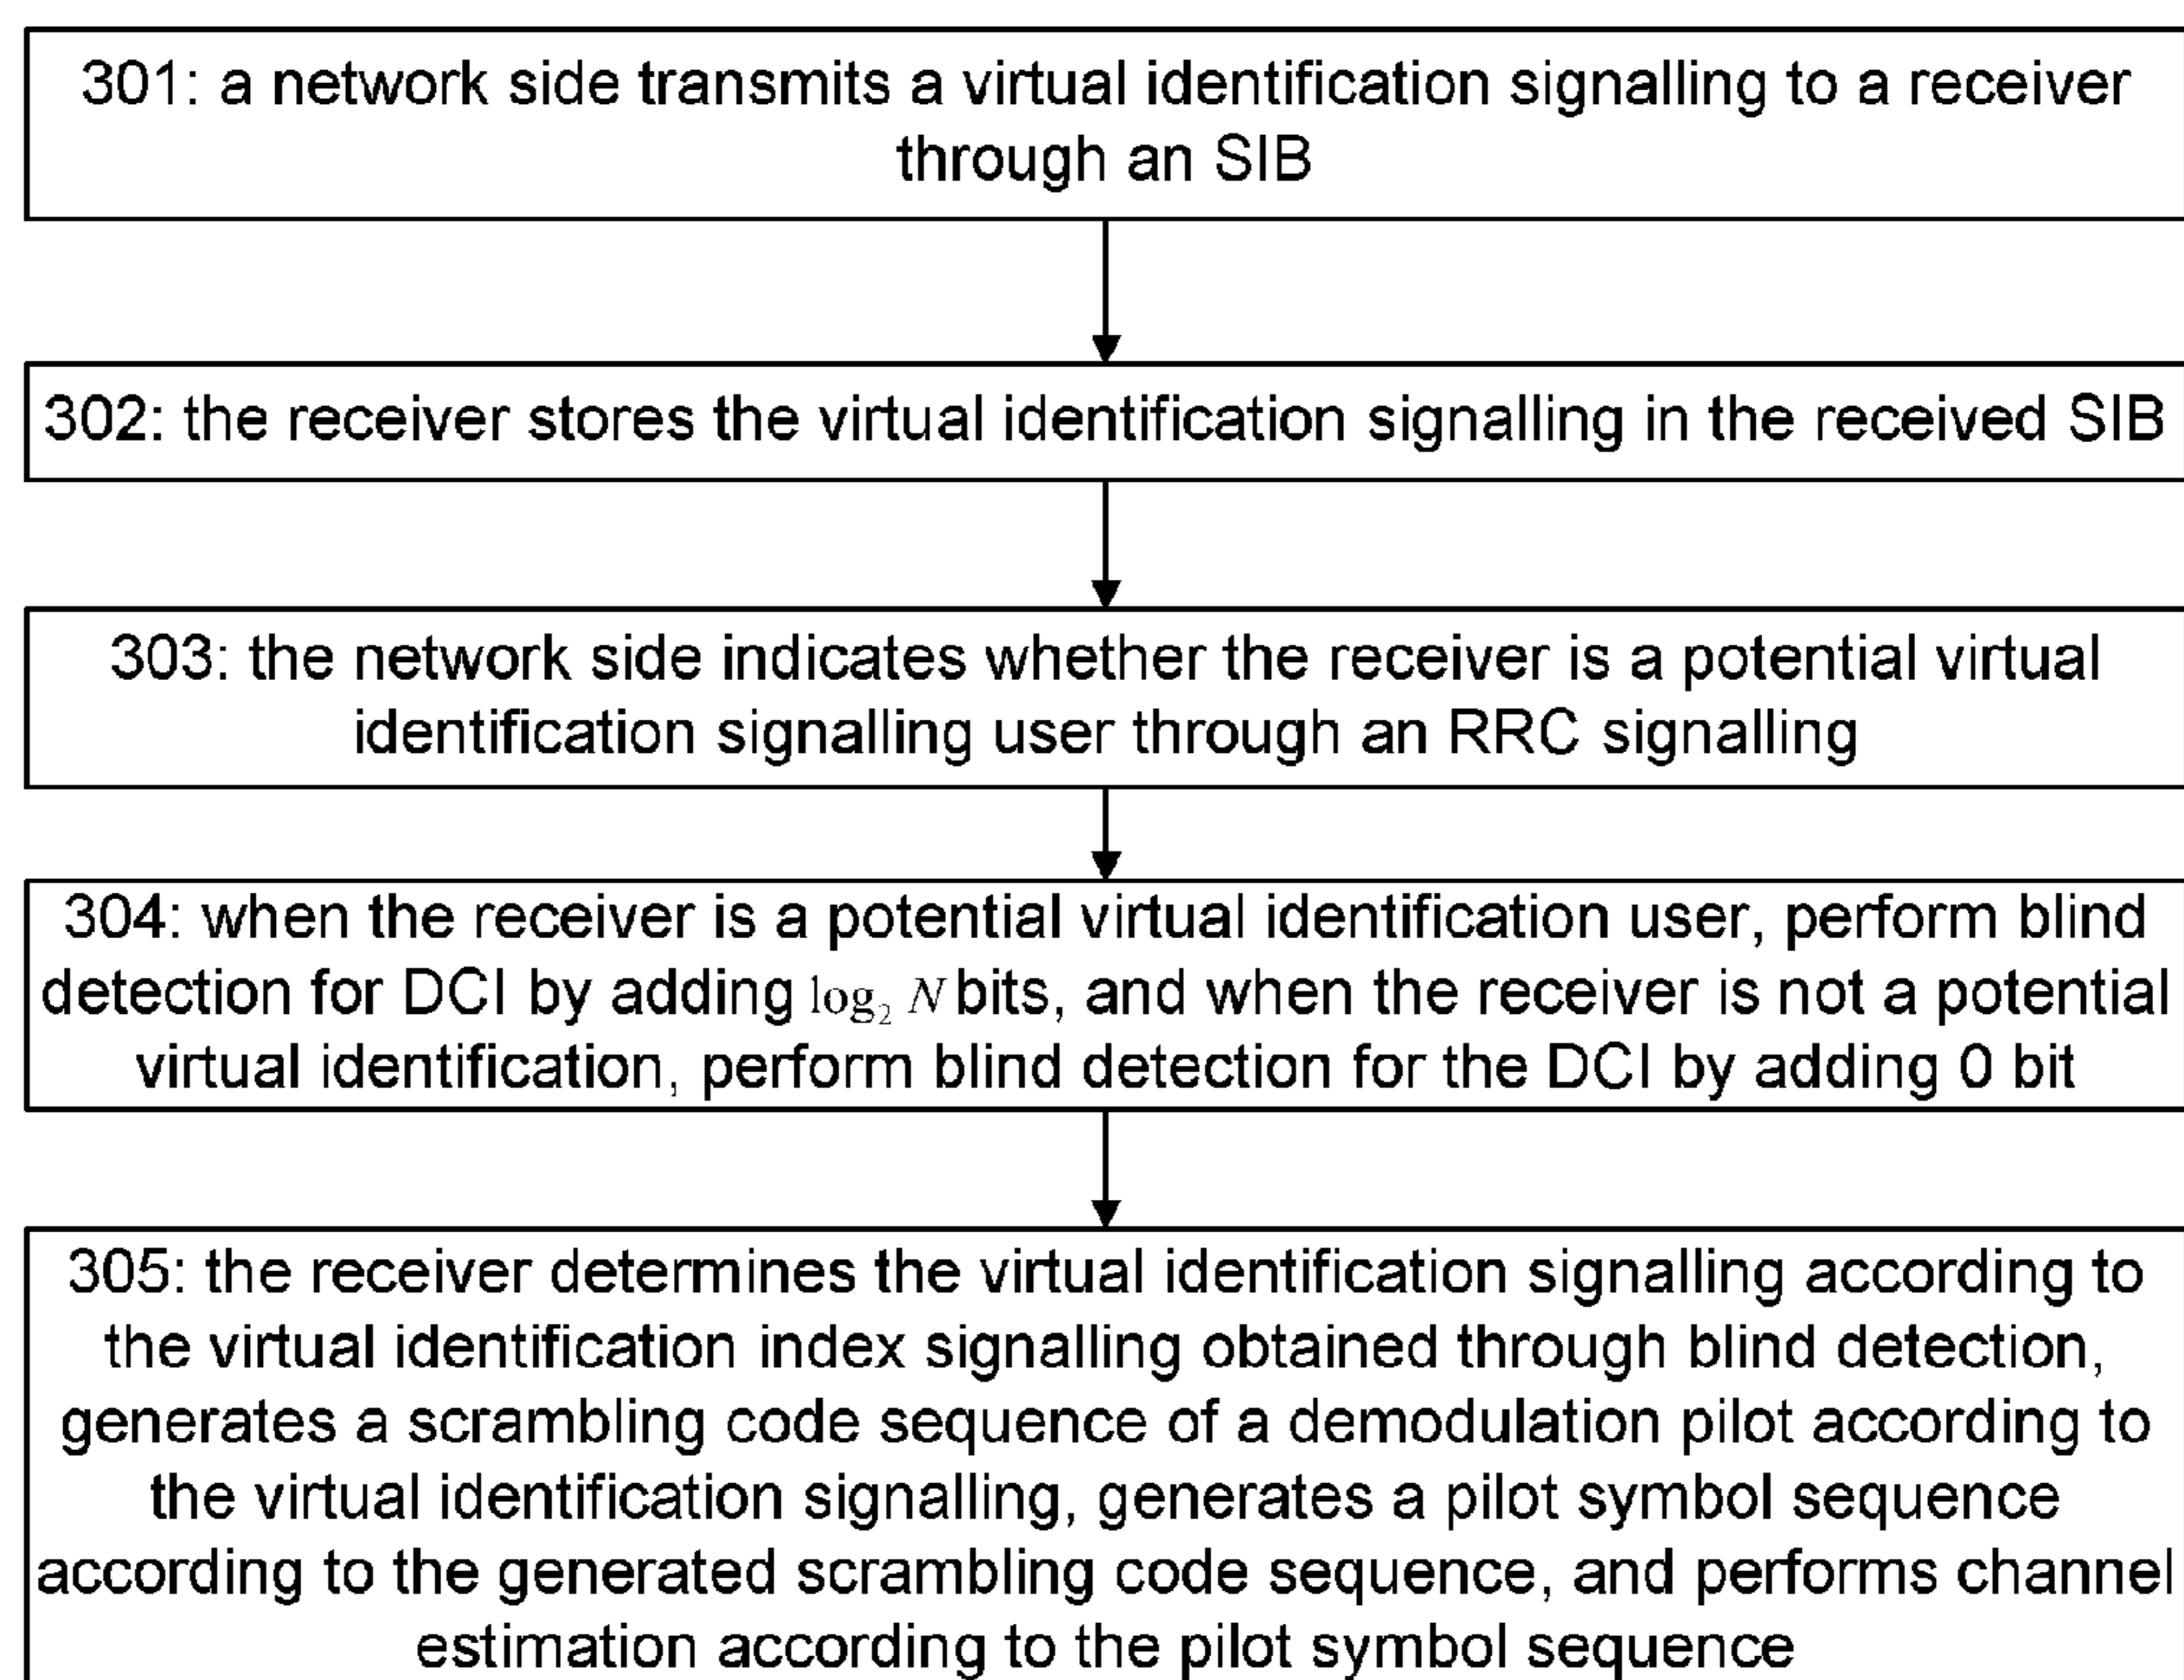 301: a network side transmits a virtual identification signalling to a receiver
through an SIB
302: the receiver stores the virtual identification signalling in the received SIB
303: the network side indicates whether the receiver is a potential virtual
identification signalling user through an RRC signalling
304: when the receiver is a potential virtual identification user, perform blind
detection for DCI by adding log₂ N bits, and when the receiver is not a potential
virtual identification, perform blind detection for the DCI by adding 0 bit
305: the receiver determines the virtual identification signalling according to
the virtual identification index signalling obtained through blind detection,
generates a scrambling code sequence of a demodulation pilot according to
the virtual identification signalling, generates a pilot symbol sequence
according to the generated scrambling code sequence, and performs channel
estimation according to the pilot symbol sequence